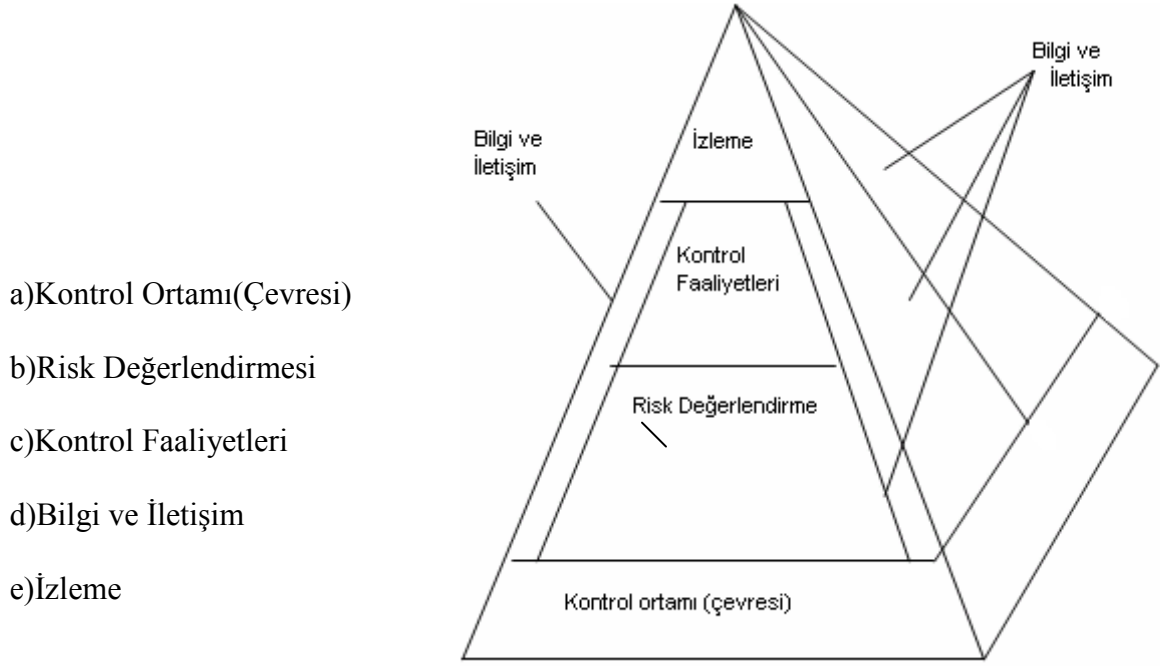 a)Kontrol Ortamı(Çevresi)
b)Risk Değerlendirmesi
c)Kontrol Faaliyetleri
d)Bilgi ve İletişim
e)İzleme
Bilgi ve
İletişim
İzleme
Bilgi ve
İletişim
Kontrol
Faaliyetleri
Risk Değerlendirme
Kontrol ortamı (çevresi)